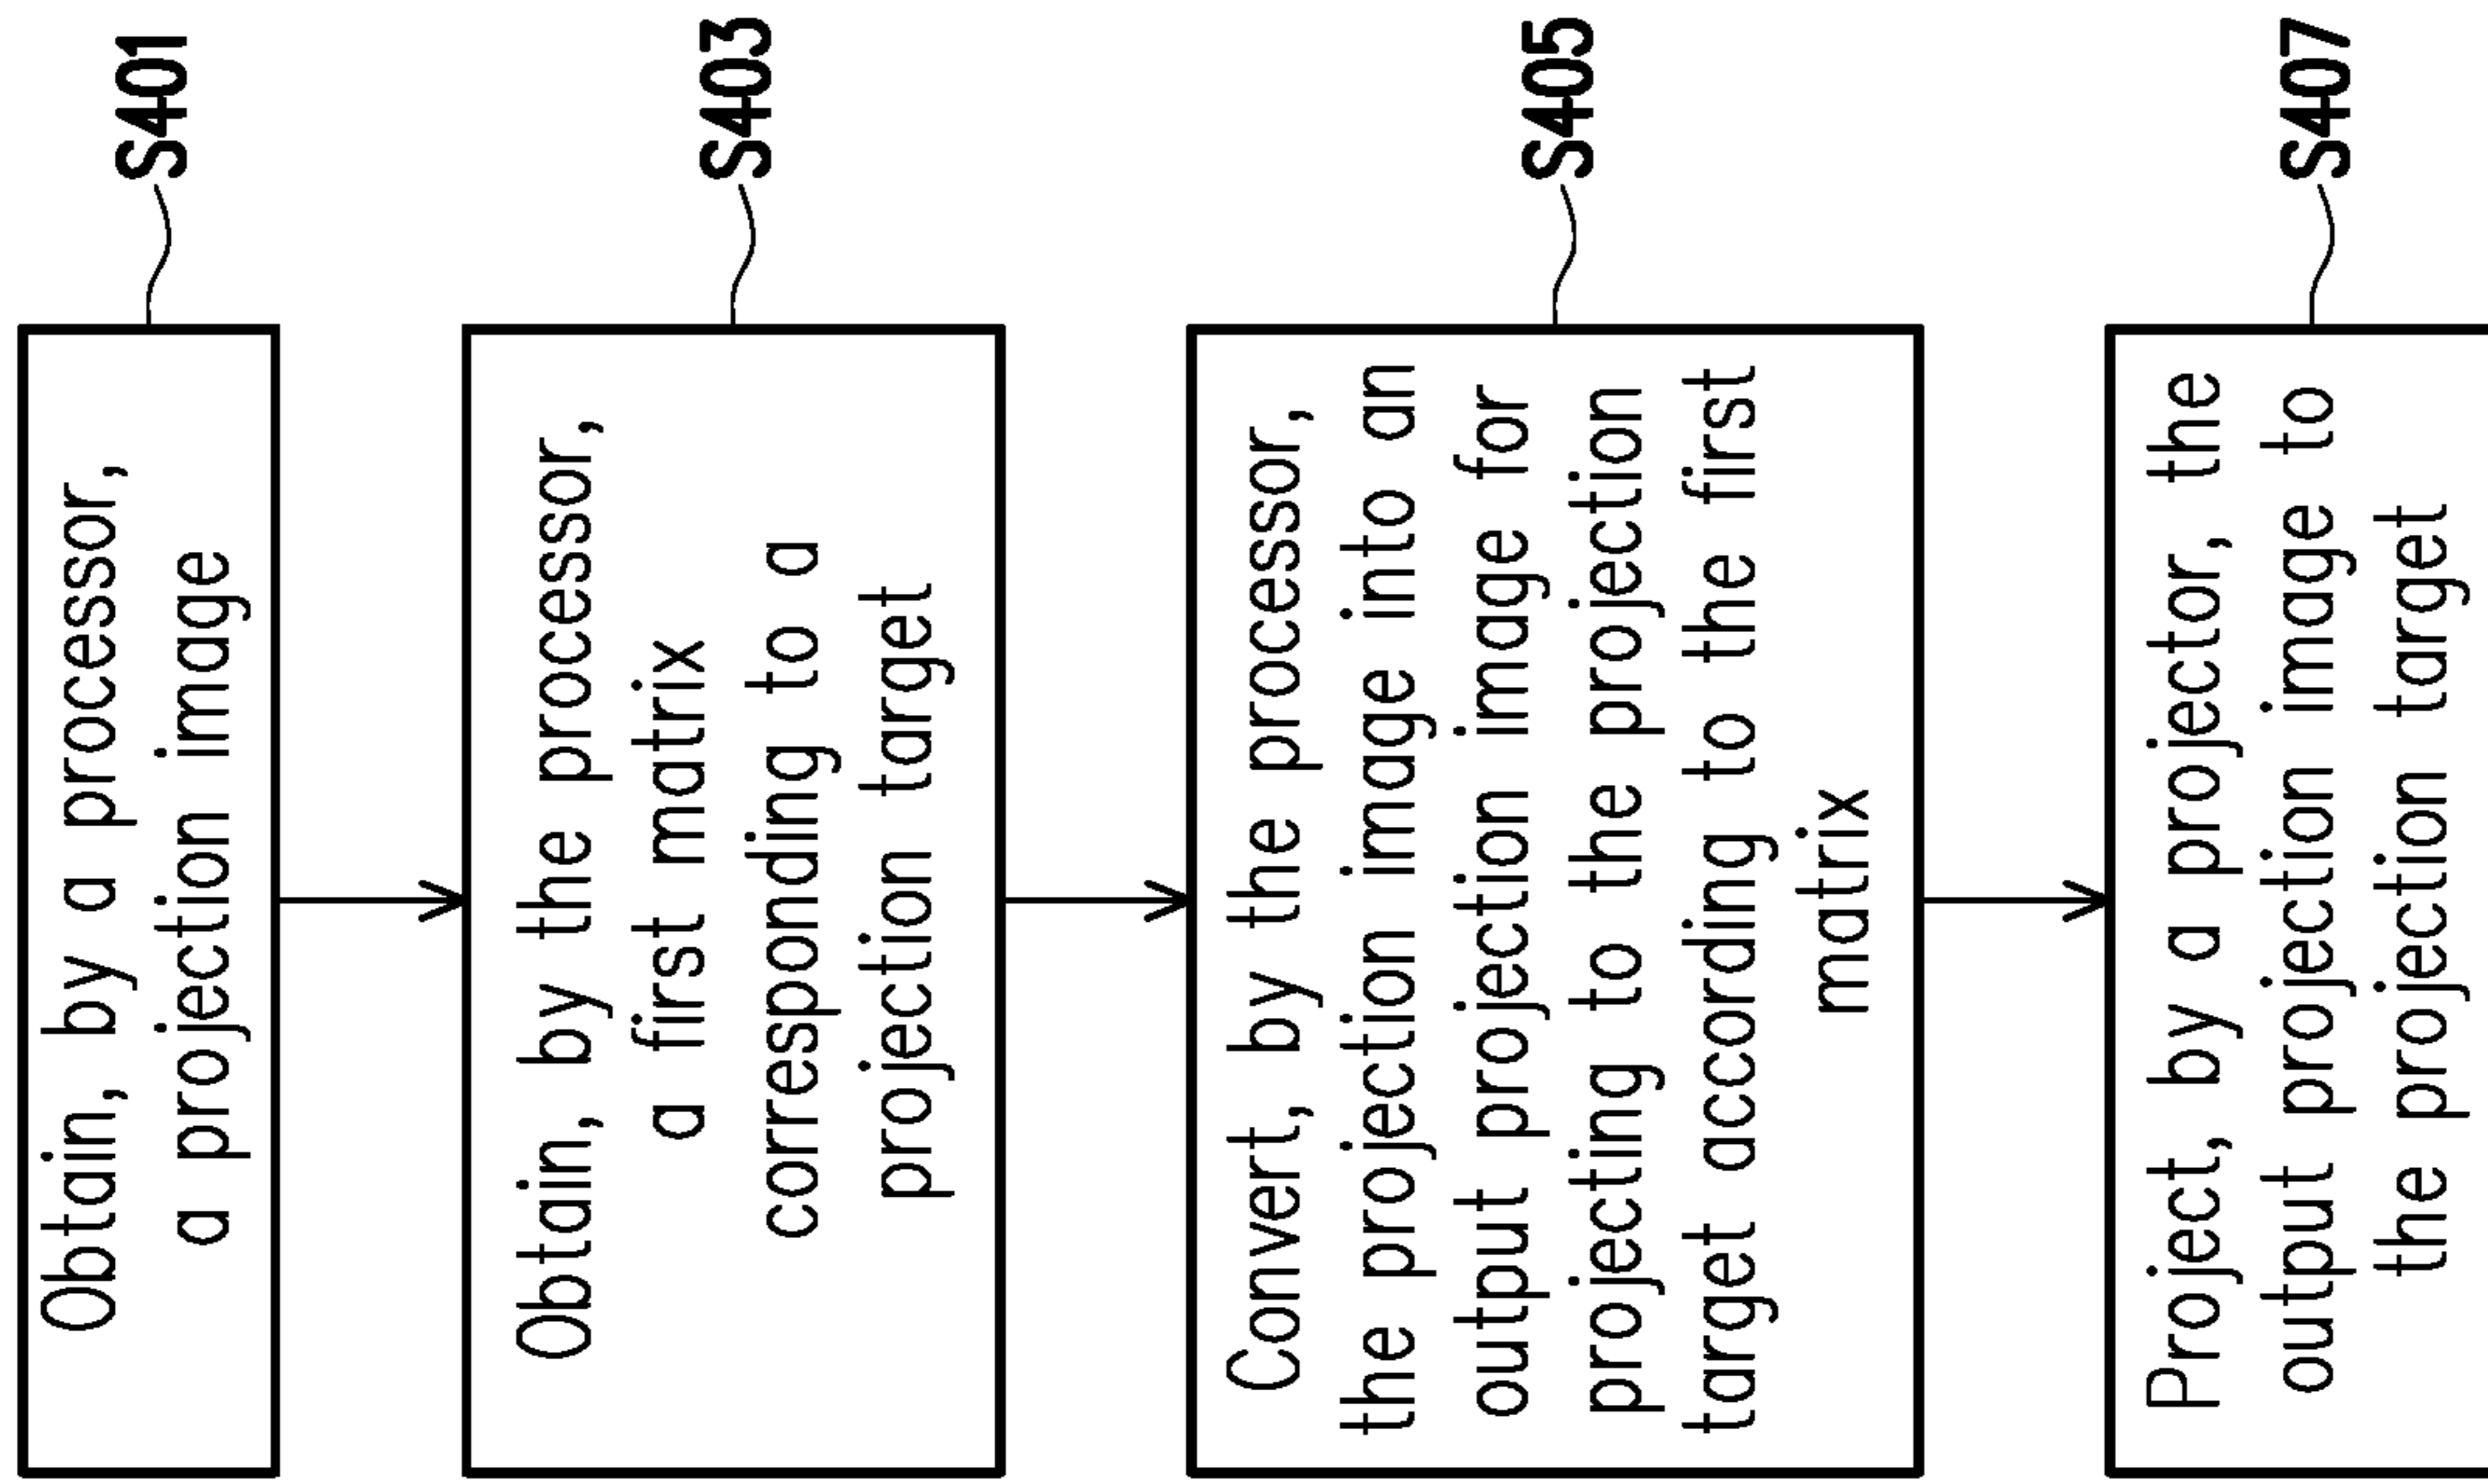 Obtain, by a processor,
a projection image
S401
Obtain, by the processor,
a first matrix
corresponding to a
projection target
S403
Convert, by the processor,
the projection image into an
output projection image for
projecting to the projection
target according to the first
matrix
S405
Project, by a projector, the
output projection image to
the projection target
S407